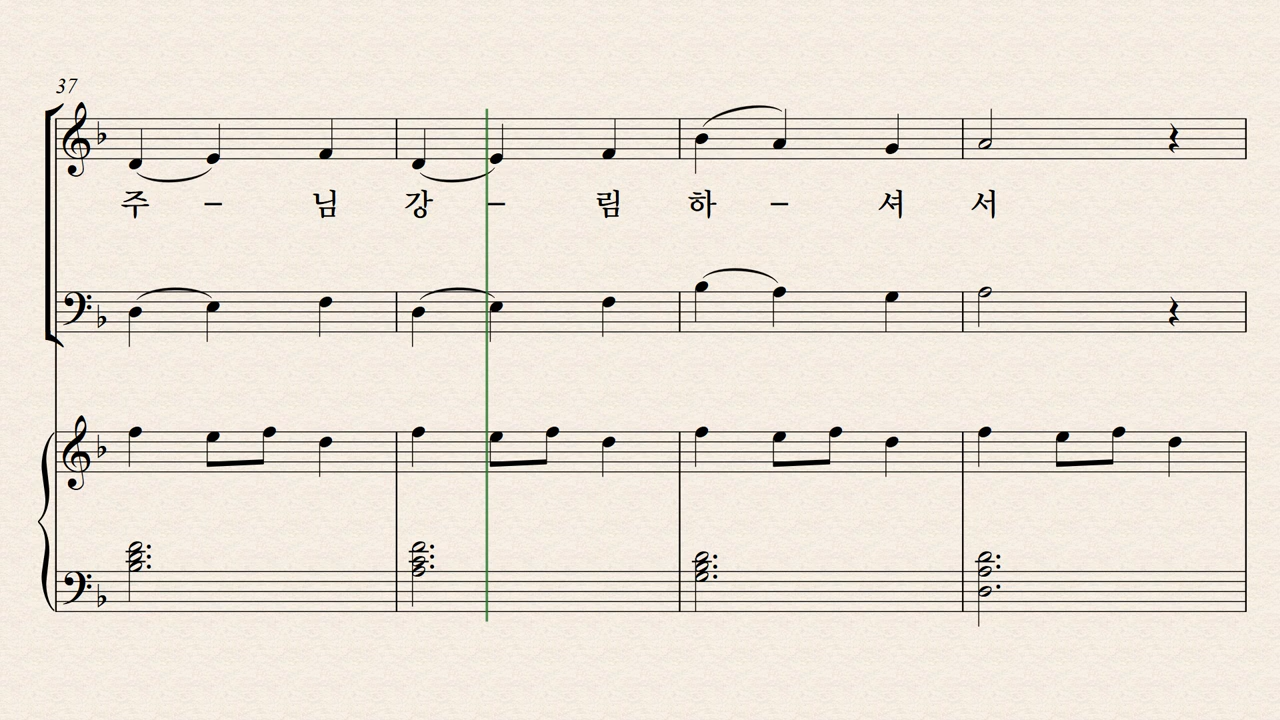 37
주 – 님 강 – 림 하 – 셔 서